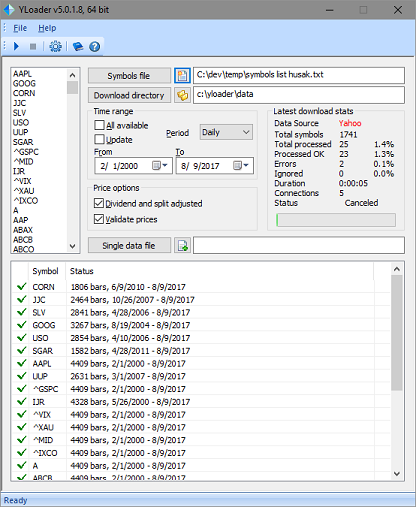 YLoader v5.0.1.8, 64 bit
File Help
AAPL
GOOG
CORN
JJC
SLV
USO
UUP
SGAR
^GSPC
^MID
IJR
^VIX
^XAU
^IXCO
A
AAP
ABAX
ABCB
ABCO
Symbols file C:\dev\temp\symbols list husak.txt
Download directory c:\yloader\data
Time range
All available
Update
Period Daily
From To
2/ 1/2000 8/ 9/2017
Price options
Dividend and split adjusted
Validate prices
Latest download stats
Data Source Yahoo
Total symbols 1741
Total processed 25 1.4%
Processed OK 23 1.3%
Errors 2 0.1%
Ignored 0 0.0%
Duration 0:00:05
Connections 5
Status Canceled
Single data file
Symbol Status
CORN 1806 bars, 6/9/2010 - 8/9/2017
JJC 2464 bars, 10/26/2007 - 8/9/2017
SLV 2841 bars, 4/28/2006 - 8/9/2017
GOOG 3267 bars, 8/19/2004 - 8/9/2017
USO 2854 bars, 4/10/2006 - 8/9/2017
SGAR 1582 bars, 4/28/2011 - 8/9/2017
AAPL 4409 bars, 2/1/2000 - 8/9/2017
UUP 2631 bars, 3/1/2007 - 8/9/2017
^GSPC 4409 bars, 2/1/2000 - 8/9/2017
IJR 4328 bars, 5/26/2000 - 8/9/2017
^VIX 4409 bars, 2/1/2000 - 8/9/2017
^XAU 4409 bars, 2/1/2000 - 8/9/2017
^MID 4409 bars, 2/1/2000 - 8/9/2017
^IXCO 4409 bars, 2/1/2000 - 8/9/2017
A 4409 bars, 2/1/2000 - 8/9/2017
ABCB 4409 bars, 2/1/2000 - 8/9/2017
Ready